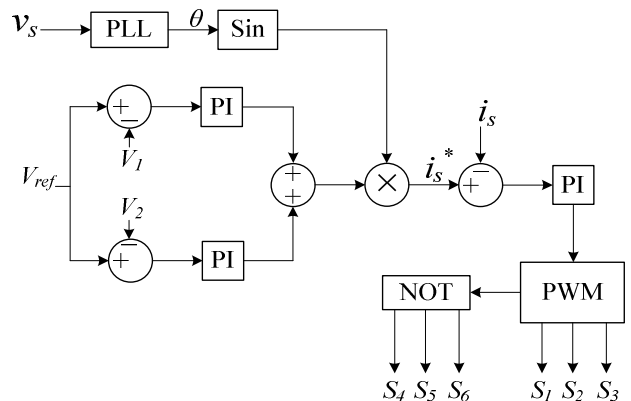 v_s PLL θ Sin
+ − PI
V_1
V_ref
V_2
+ − PI
+
+
×
i_s^*
i_s
+ −
PI
NOT PWM
S_4 S_5 S_6 S_1 S_2 S_3